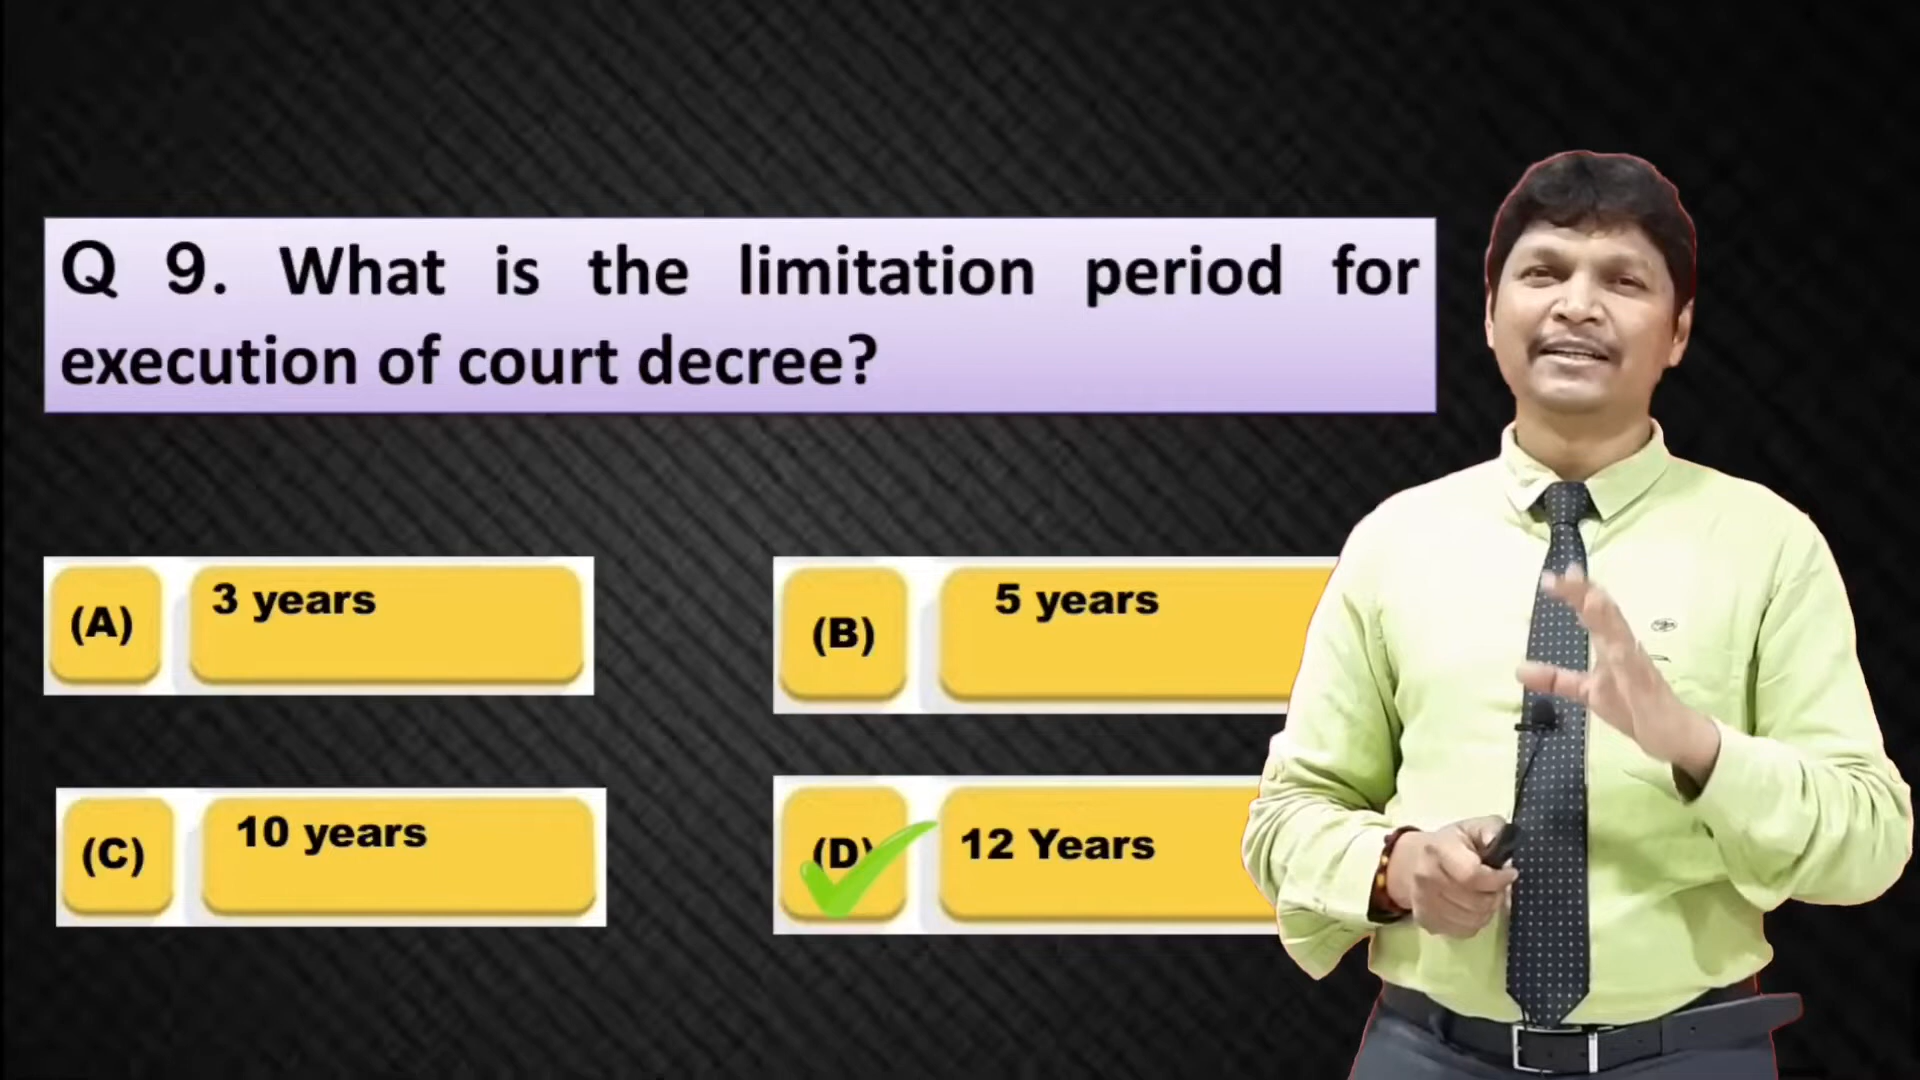 Q 9. What is the limitation period for
execution of court decree?
(A) 3 years
(B) 5 years
(C) 10 years
(D) 12 Years